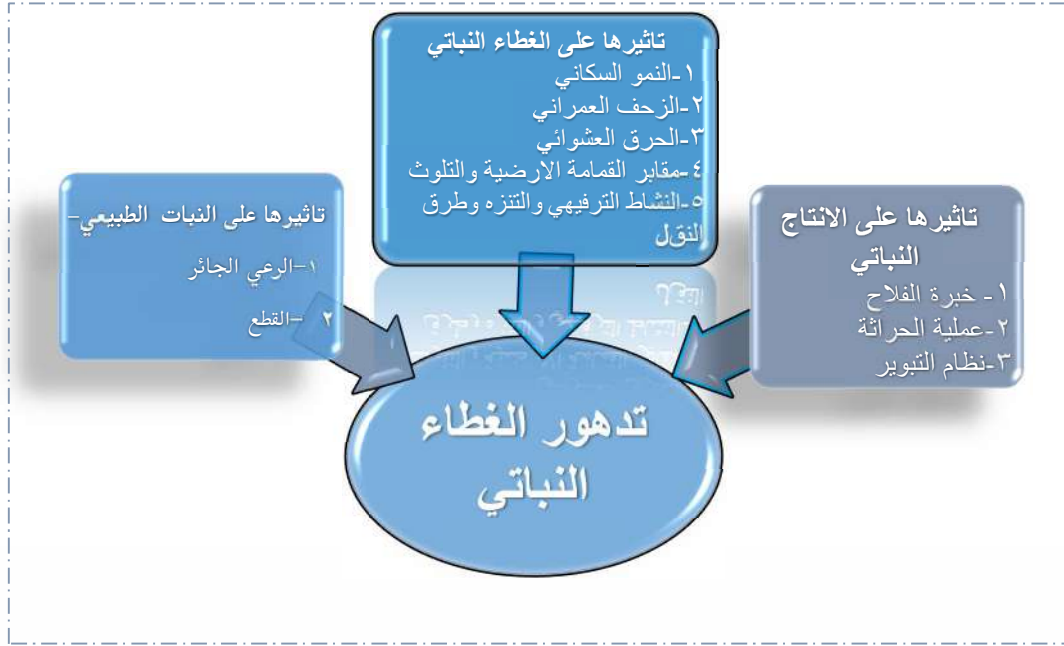 تاثيرها على الغطاء النباتي
١-النمو السكاني
٢-الزحف العمراني
٣-الحرق العشوائي
٤-مقابر القمامة الارضية والتلوث
٥-النشاط الترفيهي والتنزه وطرق
النقل
تاثيرها على الانتاج
النباتي
١- خبرة الفلاح
٢-عملية الحراثة
٣-نظام التبوير
تاثيرها على النبات الطبيعي-
١-الرعي الجائر
٢ -القطع
تدهور الغطاء
النباتي